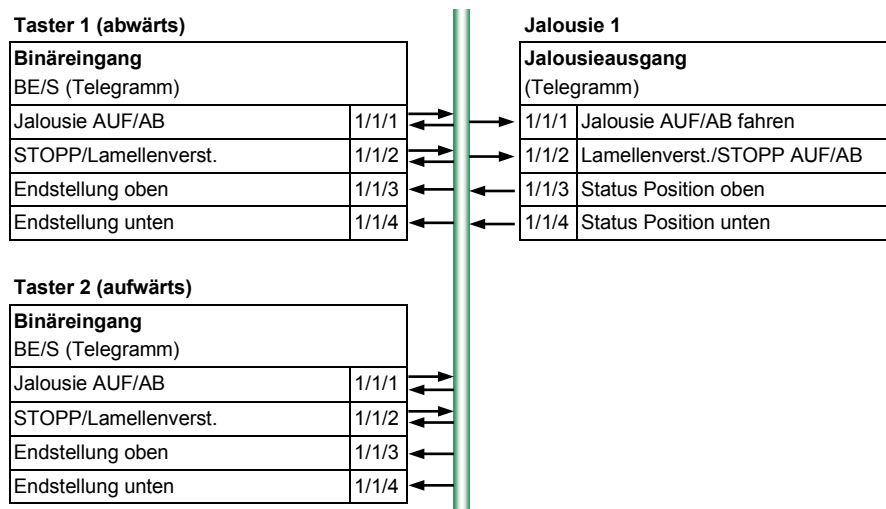 Taster 1 (abwärts)
Binäreingang
BE/S (Telegramm)
Jalousie AUF/AB 1/1/1
STOPP/Lamellenverst. 1/1/2
Endstellung oben 1/1/3
Endstellung unten 1/1/4
Jalousie 1
Jalousieausgang
(Telegramm)
1/1/1 Jalousie AUF/AB fahren
1/1/2 Lamellenverst./STOPP AUF/AB
1/1/3 Status Position oben
1/1/4 Status Position unten
Taster 2 (aufwärts)
Binäreingang
BE/S (Telegramm)
Jalousie AUF/AB 1/1/1
STOPP/Lamellenverst. 1/1/2
Endstellung oben 1/1/3
Endstellung unten 1/1/4